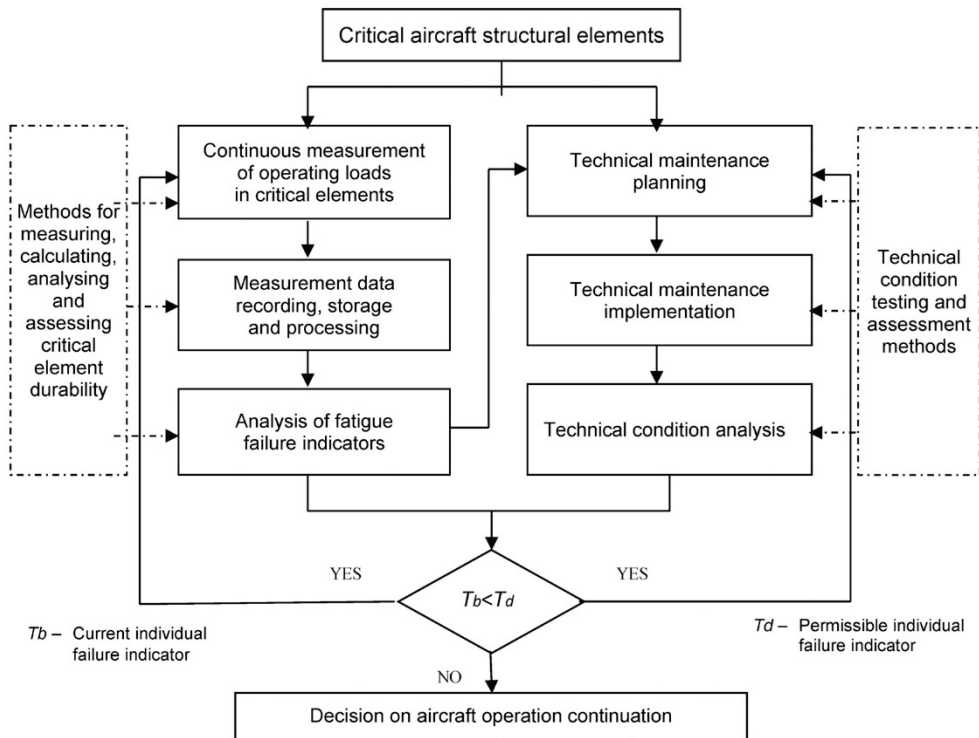 Critical aircraft structural elements
Methods for
measuring,
calculating,
analysing
and
assessing
critical
element
durability
Continuous measurement
of operating loads
in critical elements
Measurement data
recording, storage
and processing
Analysis of fatigue
failure indicators
Technical maintenance
planning
Technical maintenance
implementation
Technical condition analysis
Technical
condition
testing and
assessment
methods
YES
Tb<Td
YES
Tb – Current individual
failure indicator
Td – Permissible individual
failure indicator
NO
Decision on aircraft operation continuation